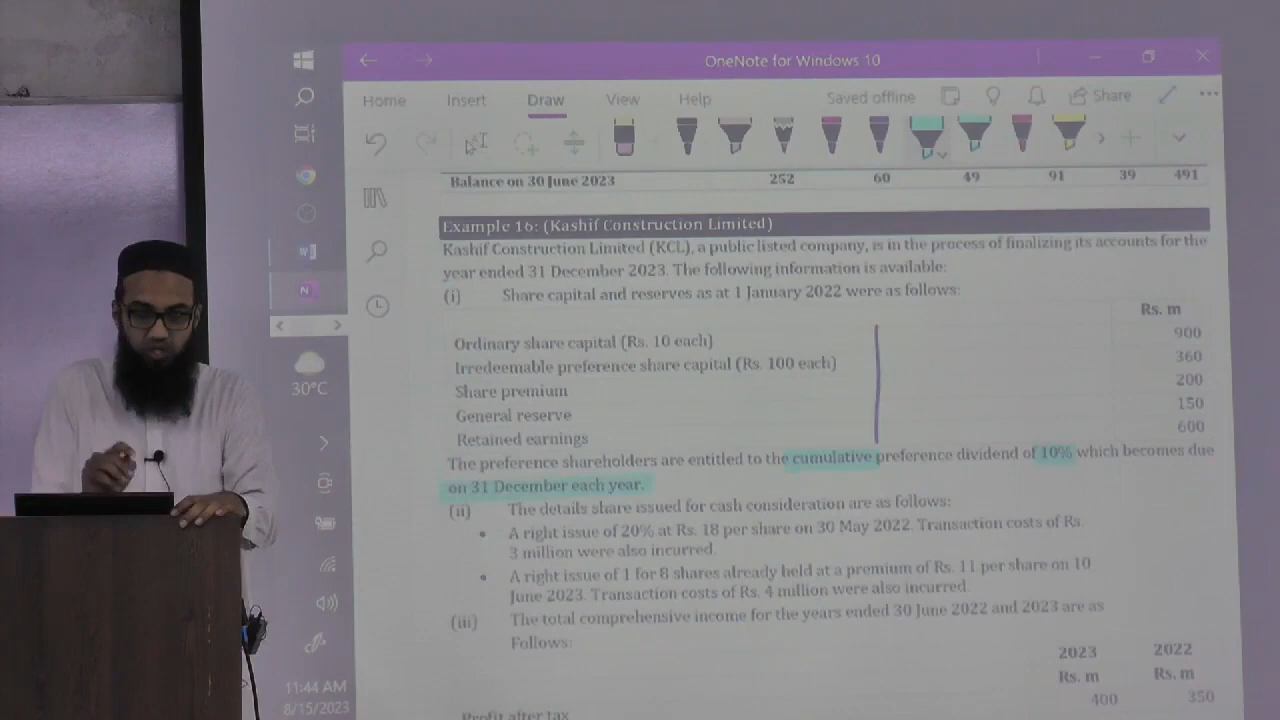 OneNote for Windows 10
Home Insert Draw View Help Saved offline Share
Balance on 30 June 2023 252 60 49 91 39 491
Example 16: (Kashif Construction Limited)
Kashif Construction Limited (KCL), a public listed company, is in the process of finalizing its accounts for the
year ended 31 December 2023. The following information is available:
(i) Share capital and reserves as at 1 January 2022 were as follows:
Rs. m
Ordinary share capital (Rs. 10 each) 900
Irredeemable preference share capital (Rs. 100 each) 360
Share premium 200
General reserve 150
Retained earnings 600
The preference shareholders are entitled to the cumulative preference dividend of 10% which becomes due
on 31 December each year.
(ii) The details share issued for cash consideration are as follows:
• A right issue of 20% at Rs. 18 per share on 30 May 2022. Transaction costs of Rs.
3 million were also incurred.
• A right issue of 1 for 8 shares already held at a premium of Rs. 11 per share on 10
June 2023. Transaction costs of Rs. 4 million were also incurred.
(iii) The total comprehensive income for the years ended 30 June 2022 and 2023 are as
Follows:
2023 2022
Rs. m Rs. m
Profit after tax 400 350
30°C
11:44 AM
8/15/2023